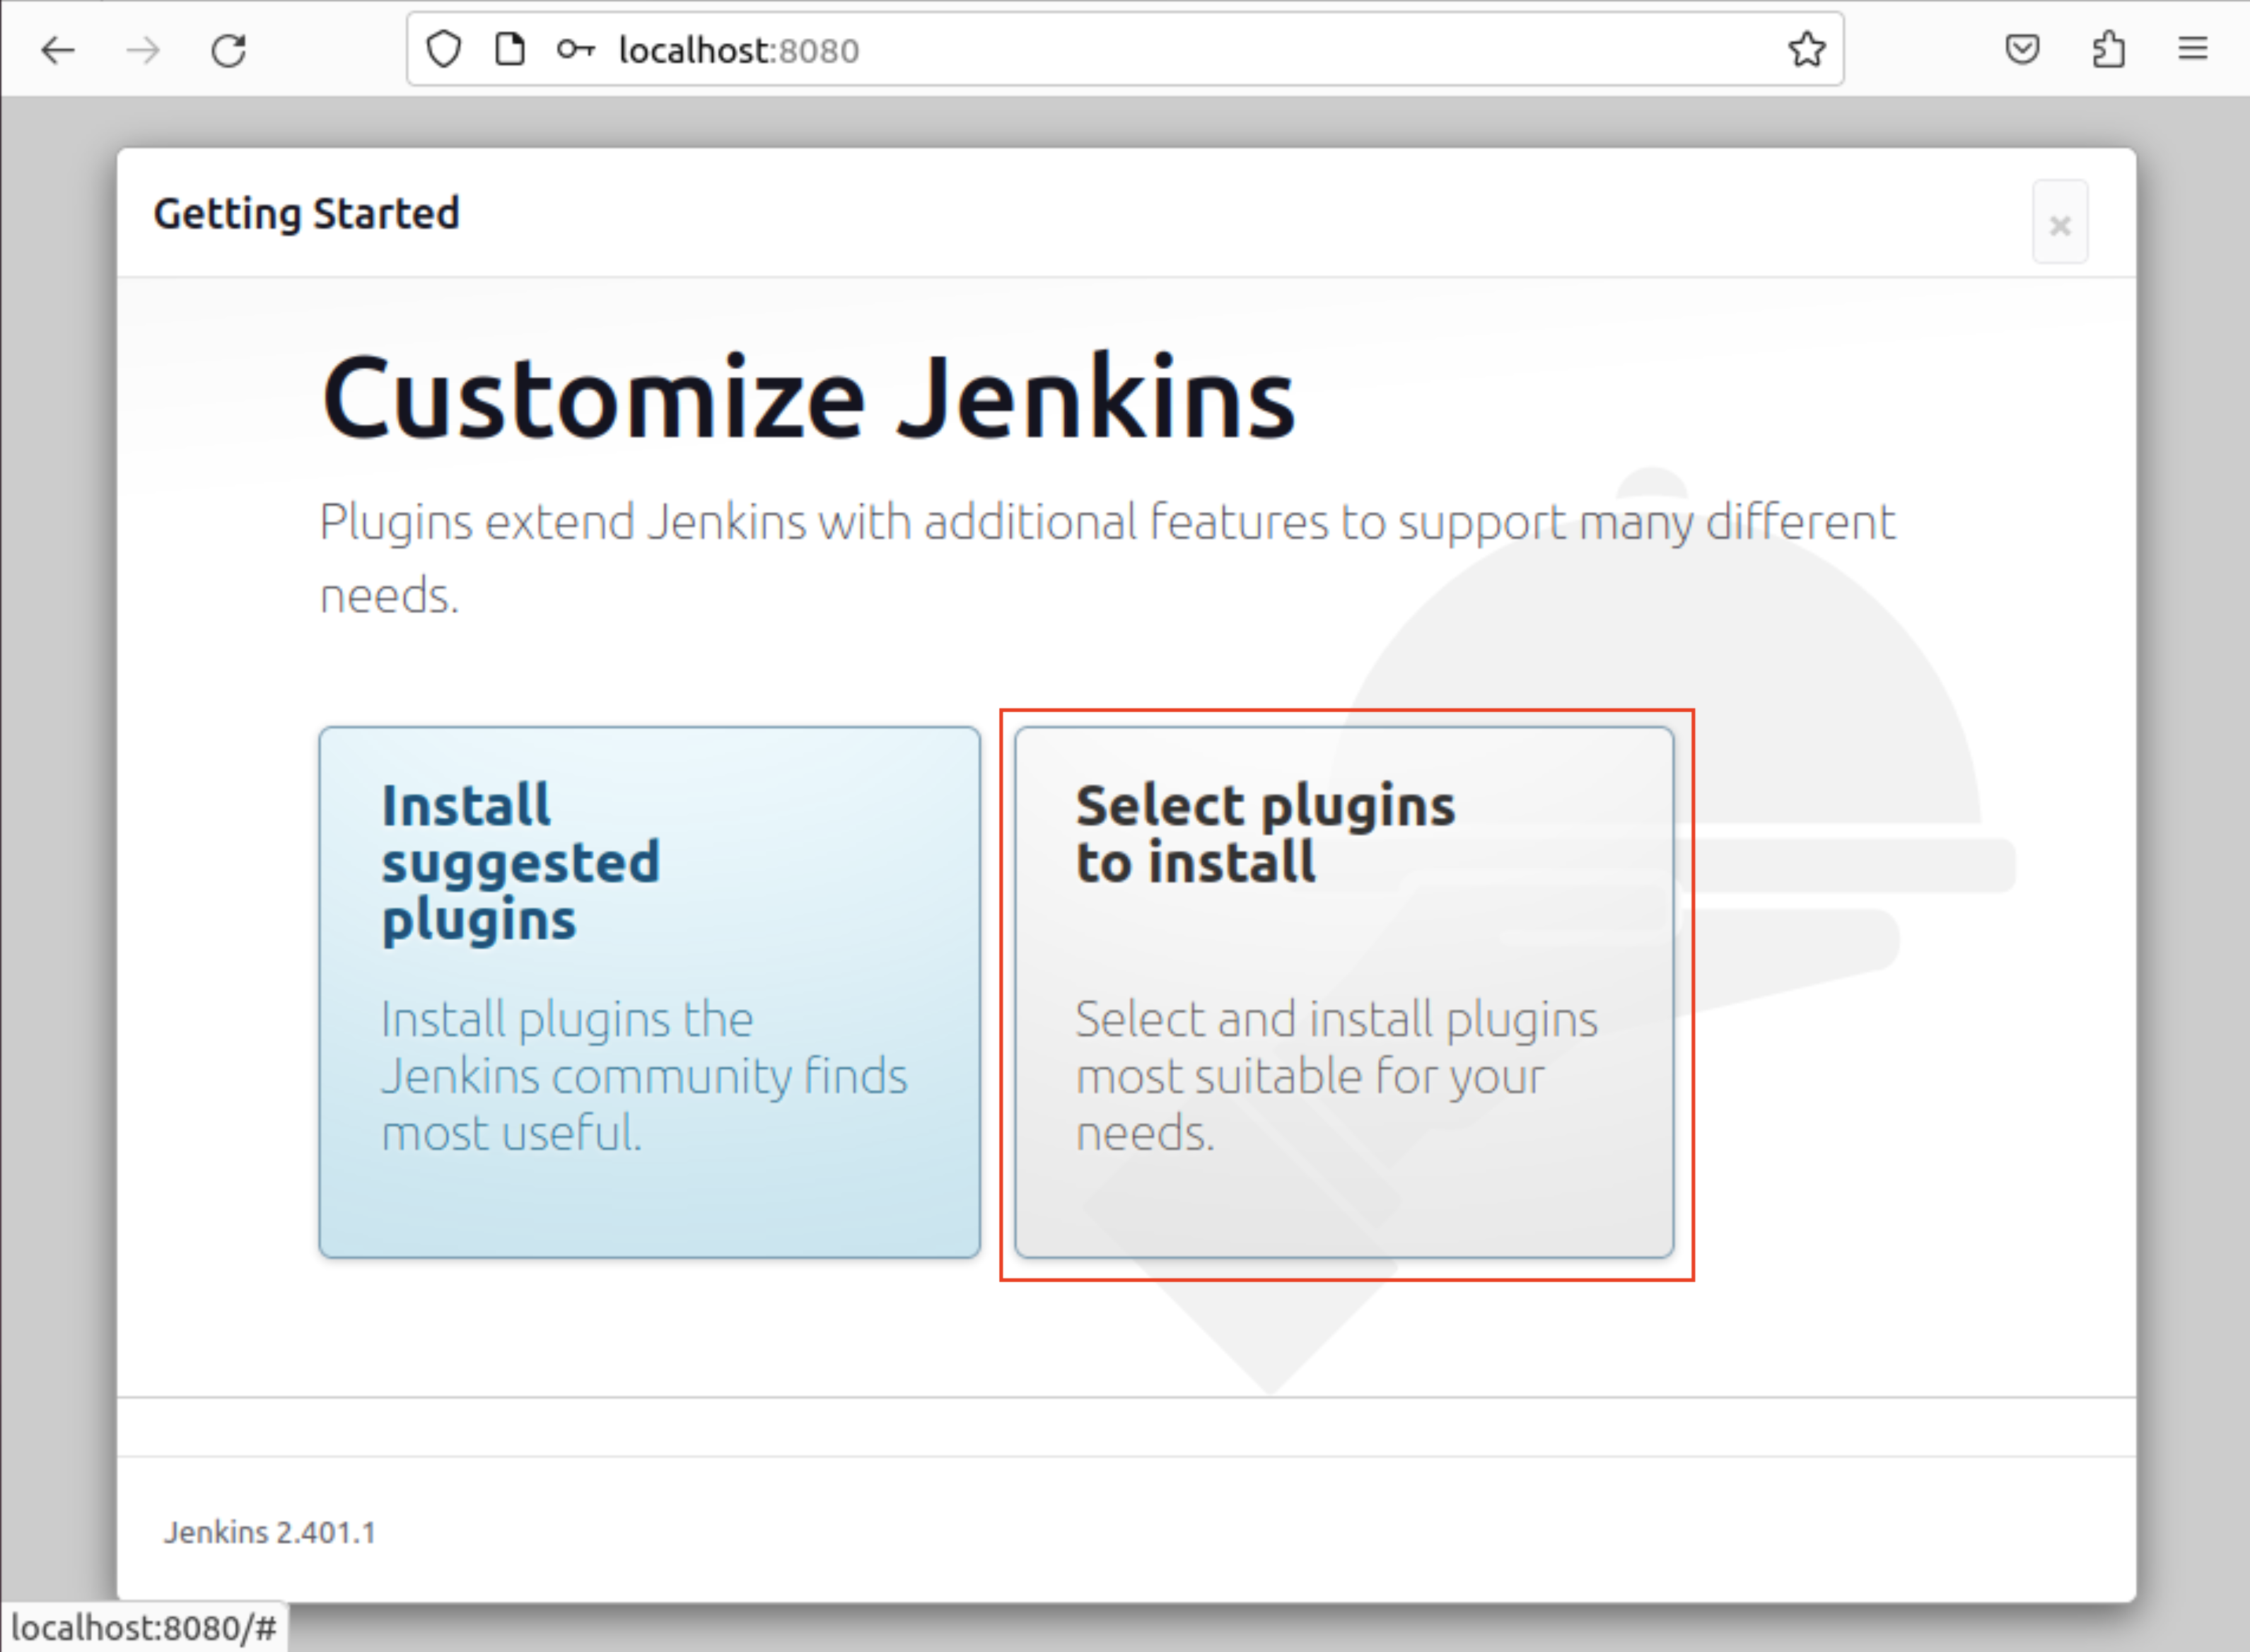 localhost:8080
Getting Started
×
Customize Jenkins
Plugins extend Jenkins with additional features to support many different
needs.
Install
suggested
plugins
Install plugins the
Jenkins community finds
most useful.
Select plugins
to install
Select and install plugins
most suitable for your
needs.
Jenkins 2.401.1
localhost:8080/#